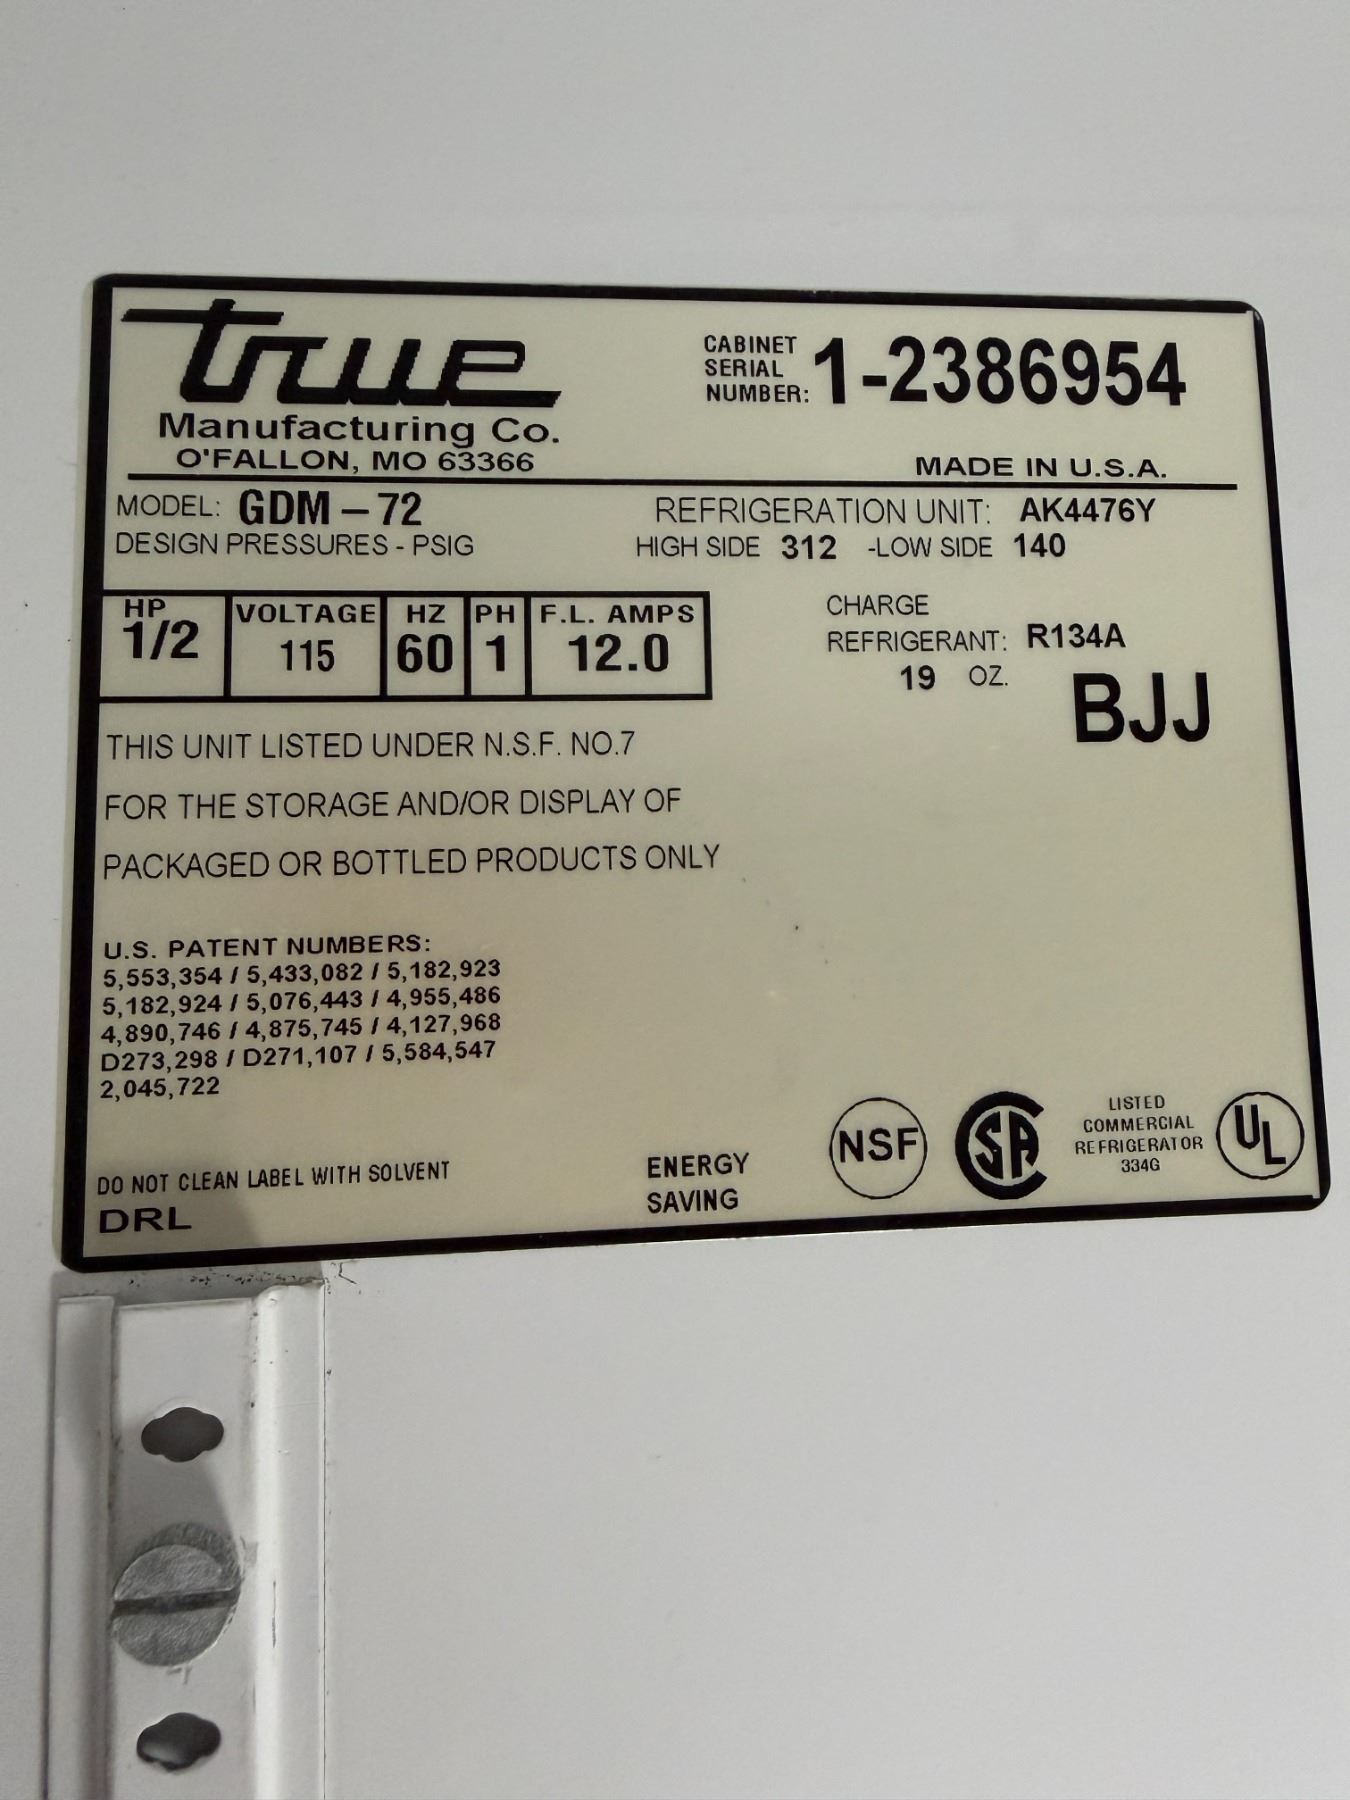 true
Manufacturing Co.
O'FALLON, MO 63366
CABINET
SERIAL
NUMBER: 1-2386954
MADE IN U.S.A.
MODEL: GDM-72
REFRIGERATION UNIT: AK4476Y
DESIGN PRESSURES - PSIG
HIGH SIDE 312 -LOW SIDE 140
HP VOLTAGE HZ PH F.L. AMPS
1/2 115 60 1 12.0
CHARGE
REFRIGERANT: R134A
19 OZ.
BJJ
THIS UNIT LISTED UNDER N.S.F. NO.7
FOR THE STORAGE AND/OR DISPLAY OF
PACKAGED OR BOTTLED PRODUCTS ONLY
U.S. PATENT NUMBERS:
5,553,354 / 5,433,082 / 5,182,923
5,182,924 / 5,076,443 / 4,955,486
4,890,746 / 4,875,745 / 4,127,968
D273,298 / D271,107 / 5,584,547
2,045,722
DO NOT CLEAN LABEL WITH SOLVENT
DRL
ENERGY
SAVING
NSF
SA
LISTED
COMMERCIAL
REFRIGERATOR
334G
UL